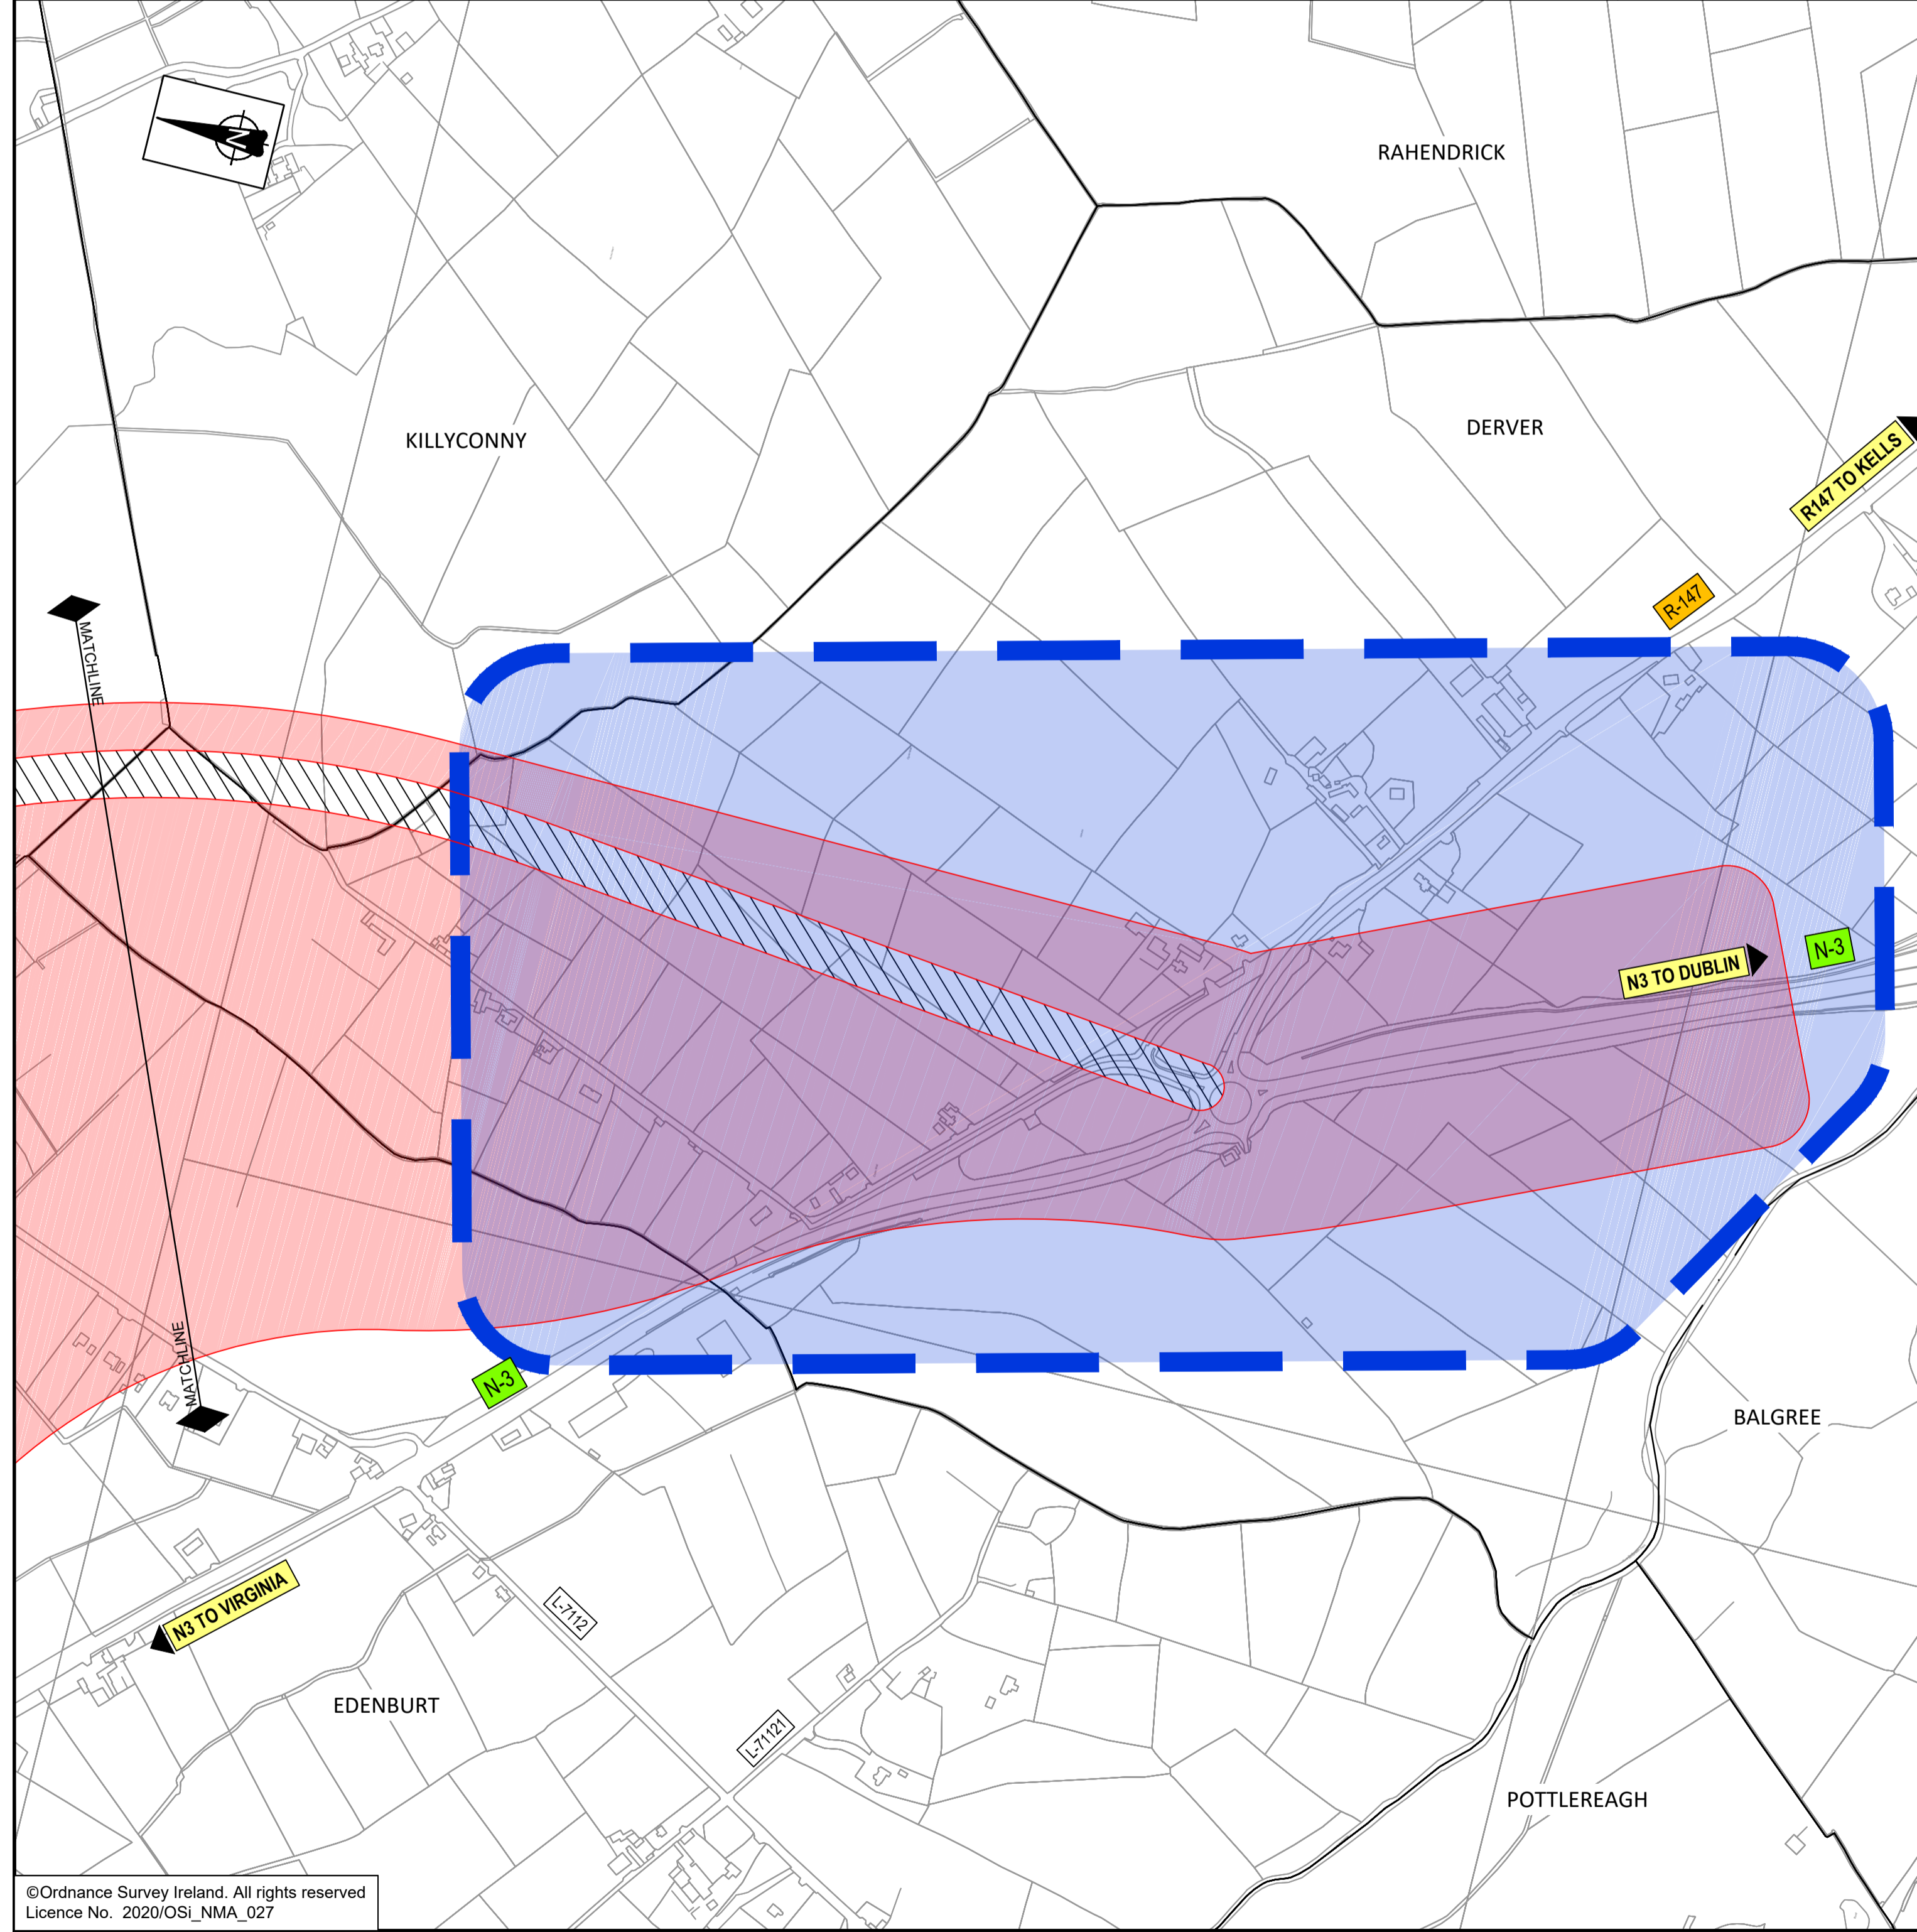 N
RAHENDRICK
KILLYCONNY
DERVER
R147 TO KELLS
R-147
MATCHLINE
N3 TO DUBLIN
N-3
MATCHLINE
N-3
BALGREE
N3 TO VIRGINIA
L-7112
EDENBURT
L-71121
POTTLEREAGH
©Ordnance Survey Ireland. All rights reserved
Licence No. 2020/OSi_NMA_027